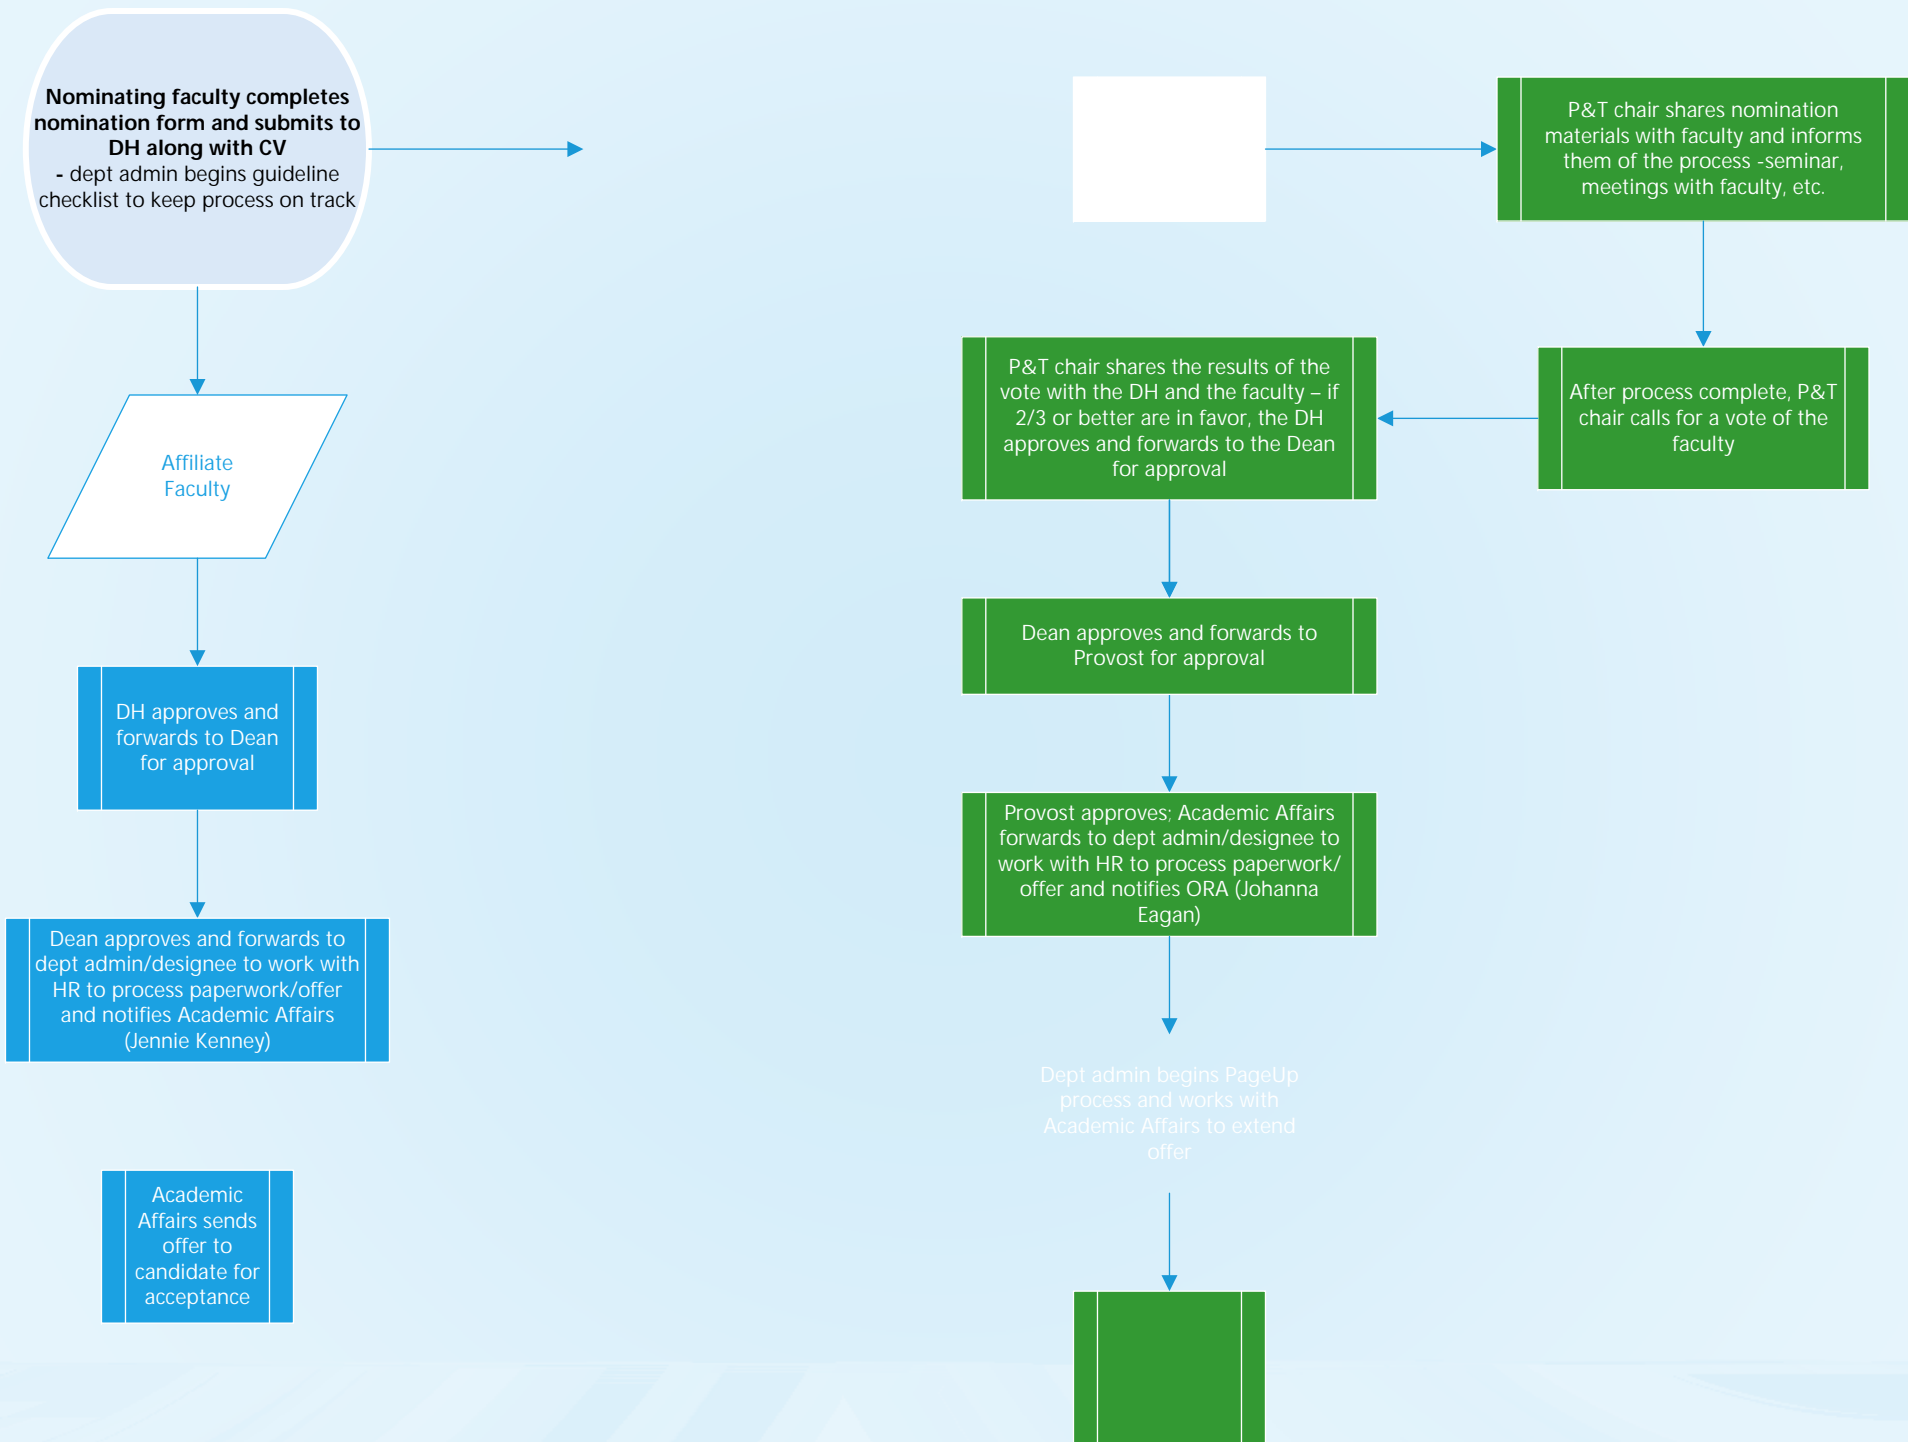 Nominating faculty completes
nomination form and submits to
DH along with CV
- dept admin begins guideline
checklist to keep process on track
P&T chair shares nomination
materials with faculty and informs
them of the process -seminar,
meetings with faculty, etc.
P&T chair shares the results of the
vote with the DH and the faculty – if
2/3 or better are in favor, the DH
approves and forwards to the Dean
for approval
After process complete, P&T
chair calls for a vote of the
faculty
Affiliate
Faculty
Dean approves and forwards to
Provost for approval
DH approves and
forwards to Dean
for approval
Provost approves; Academic Affairs
forwards to dept admin/designee to
work with HR to process paperwork/
offer and notifies ORA (Johanna
Eagan)
Dean approves and forwards to
dept admin/designee to work with
HR to process paperwork/offer
and notifies Academic Affairs
(Jennie Kenney)
Dept admin begins PageUp
process and works with
Academic Affairs to extend
offer
Academic
Affairs sends
offer to
candidate for
acceptance